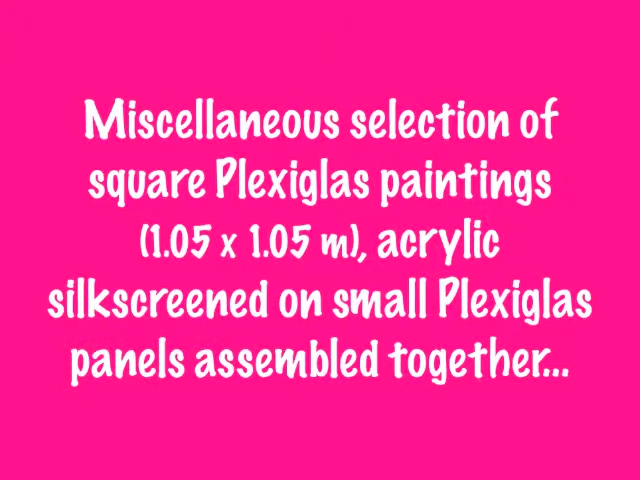 Miscellaneous selection of
square Plexiglas paintings
(1.05 x 1.05 m), acrylic
silkscreened on small Plexiglas
panels assembled together...